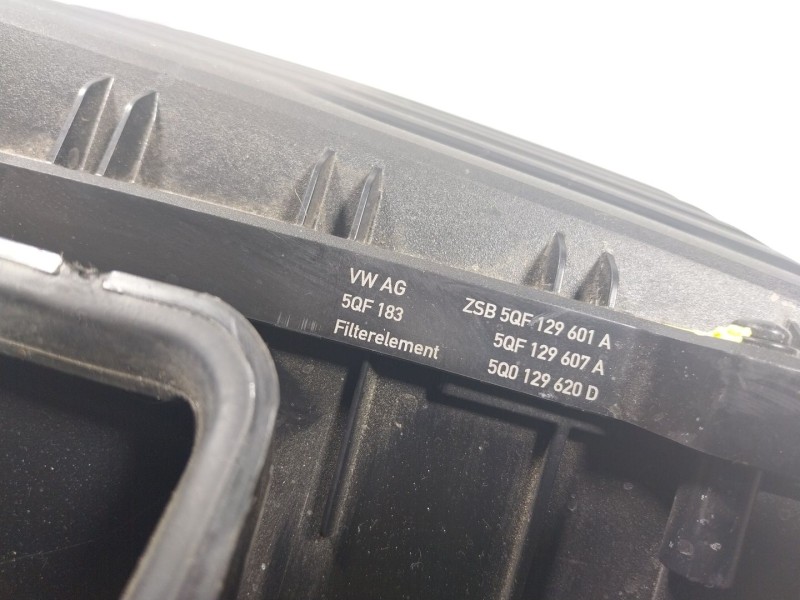 VW AG
5QF 183
Filterelement
ZSB 5QF 129 601 A
5QF 129 607 A
5Q0 129 620 D